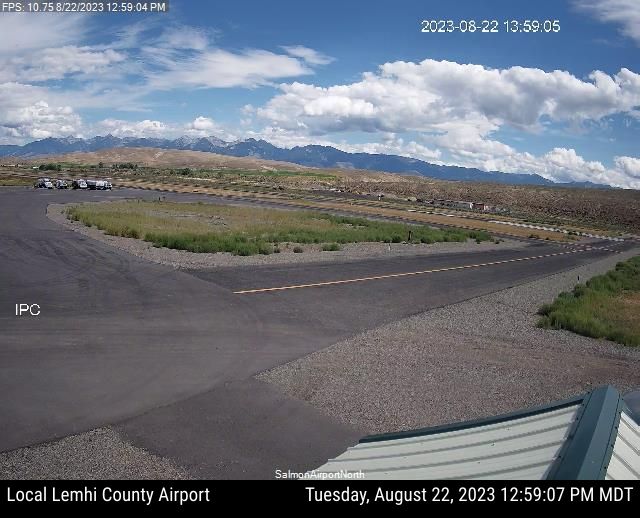 FPS: 10.75 8/22/2023 12:59:04 PM
2023-08-22 13:59:05
IPC
SalmonAirportNorth
Local Lemhi County Airport
Tuesday, August 22, 2023 12:59:07 PM MDT